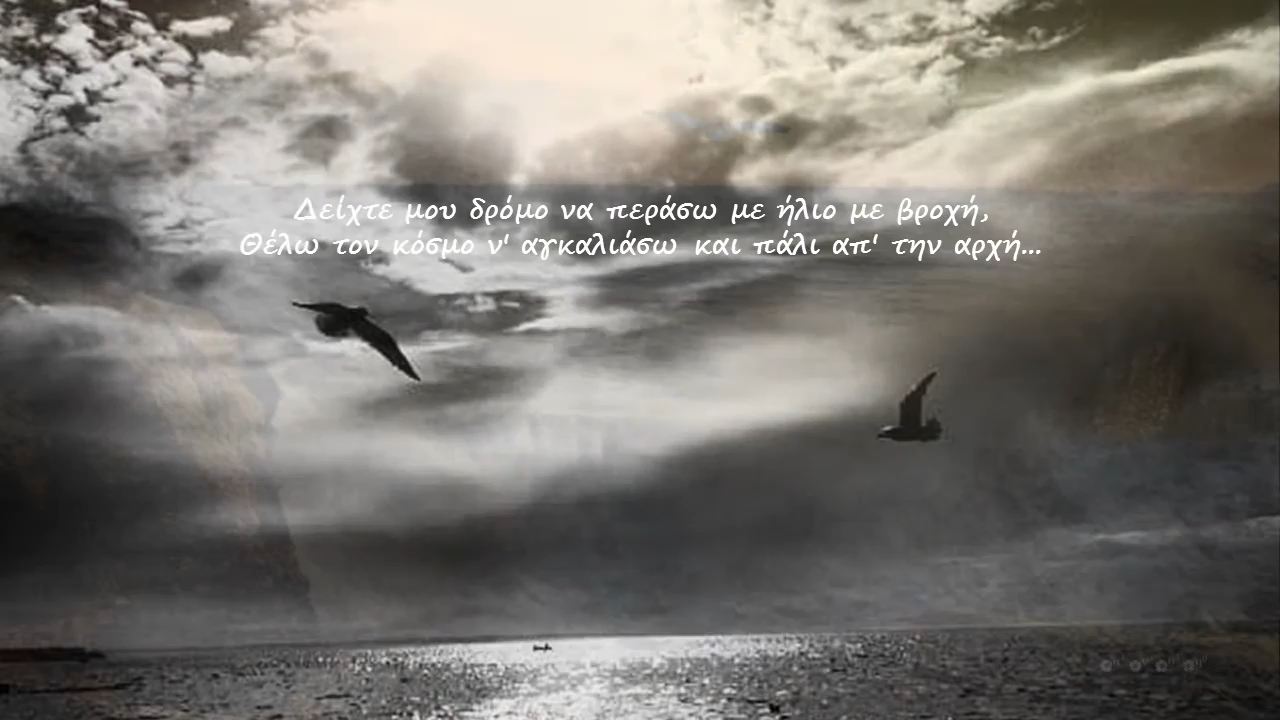 Δείχτε μου δρόμο να περάσω με ήλιο με βροχή,
Θέλω τον κόσμο ν' αγκαλιάσω και πάλι απ' την αρχή...